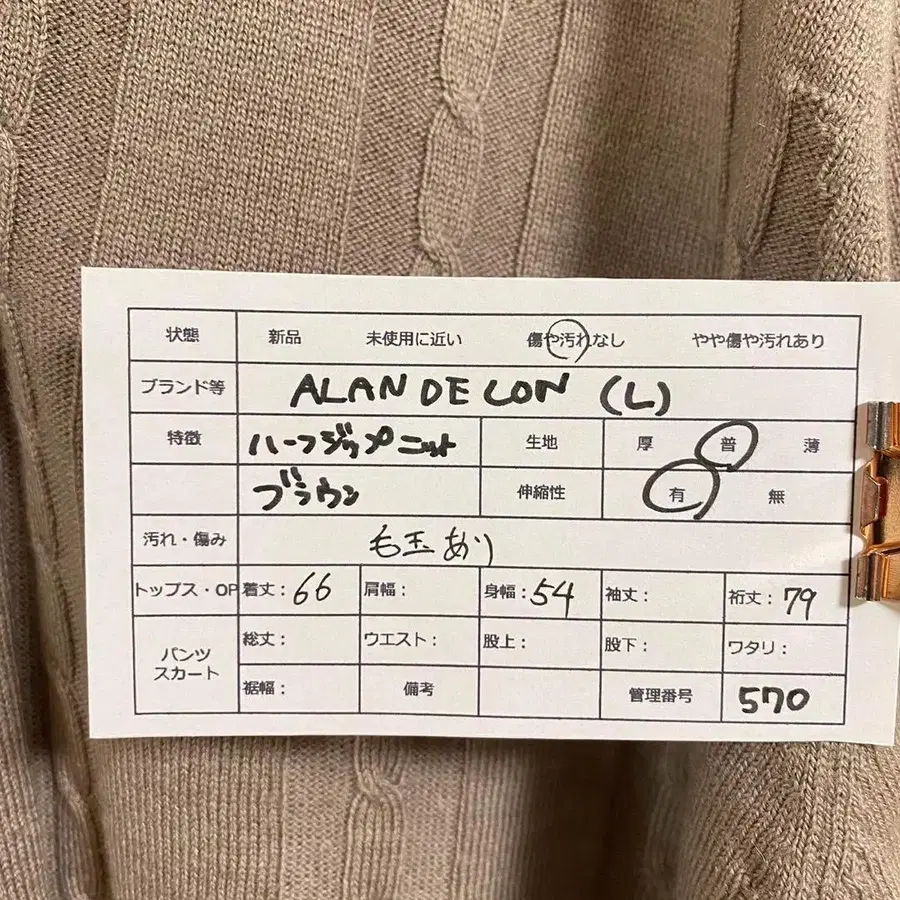 状態 新品 未使用に近い 傷や汚れなし やや傷や汚れあり
ブランド等 ALAN DELON (L)
特徴 ハーフジップニット 生地 厚 普 薄
ブラウン 伸縮性 有 無
汚れ・傷み 毛玉あり
トップス・OP 着丈：66 肩幅： 身幅：54 袖丈： 裄丈：79
パンツ スカート 総丈： ウエスト： 股上： 股下： ワタリ：
裾幅： 備考 管理番号 570